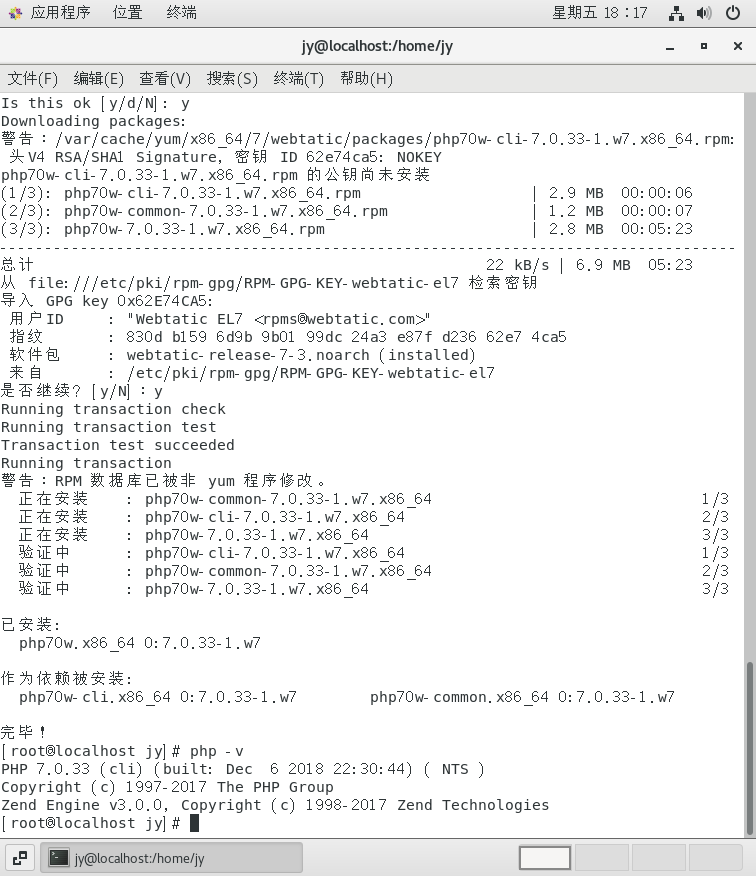 应用程序 位置 终端 星期五 18：17
jy@localhost:/home/jy
文件(F) 编辑(E) 查看(V) 搜索(S) 终端(T) 帮助(H)
Is this ok [y/d/N]: y
Downloading packages:
警告：/var/cache/yum/x86_64/7/webtatic/packages/php70w-cli-7.0.33-1.w7.x86_64.rpm:
头V4 RSA/SHA1 Signature, 密钥 ID 62e74ca5: NOKEY
php70w-cli-7.0.33-1.w7.x86_64.rpm 的公钥尚未安装
(1/3): php70w-cli-7.0.33-1.w7.x86_64.rpm | 2.9 MB 00:00:06
(2/3): php70w-common-7.0.33-1.w7.x86_64.rpm | 1.2 MB 00:00:07
(3/3): php70w-7.0.33-1.w7.x86_64.rpm | 2.8 MB 00:05:23
--------------------------------------------------------------------------------
总计 22 kB/s | 6.9 MB 05:23
从 file:///etc/pki/rpm-gpg/RPM-GPG-KEY-webtatic-el7 检索密钥
导入 GPG key 0x62E74CA5:
用户ID : "Webtatic EL7 <rpms@webtatic.com>"
指纹 : 830d b159 6d9b 9b01 99dc 24a3 e87f d236 62e7 4ca5
软件包 : webtatic-release-7-3.noarch (installed)
来自 : /etc/pki/rpm-gpg/RPM-GPG-KEY-webtatic-el7
是否继续？[y/N]：y
Running transaction check
Running transaction test
Transaction test succeeded
Running transaction
警告：RPM 数据库已被非 yum 程序修改。
正在安装 : php70w-common-7.0.33-1.w7.x86_64 1/3
正在安装 : php70w-cli-7.0.33-1.w7.x86_64 2/3
正在安装 : php70w-7.0.33-1.w7.x86_64 3/3
验证中 : php70w-cli-7.0.33-1.w7.x86_64 1/3
验证中 : php70w-common-7.0.33-1.w7.x86_64 2/3
验证中 : php70w-7.0.33-1.w7.x86_64 3/3
已安装:
php70w.x86_64 0:7.0.33-1.w7
作为依赖被安装:
php70w-cli.x86_64 0:7.0.33-1.w7 php70w-common.x86_64 0:7.0.33-1.w7
完毕！
[root@localhost jy]# php -v
PHP 7.0.33 (cli) (built: Dec  6 2018 22:30:44) ( NTS )
Copyright (c) 1997-2017 The PHP Group
Zend Engine v3.0.0, Copyright (c) 1998-2017 Zend Technologies
[root@localhost jy]#
jy@localhost:/home/jy